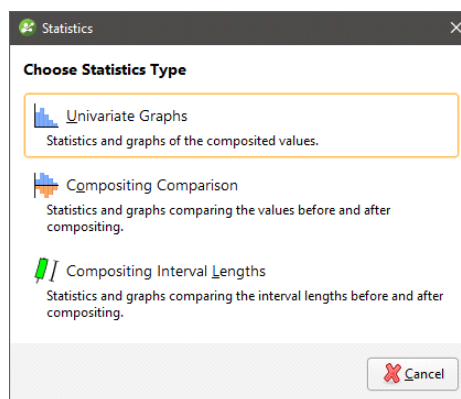 Statistics
Choose Statistics Type
Univariate Graphs
Statistics and graphs of the composited values.
Compositing Comparison
Statistics and graphs comparing the values before and after
compositing.
Compositing Interval Lengths
Statistics and graphs comparing the interval lengths before and after
compositing.
Cancel